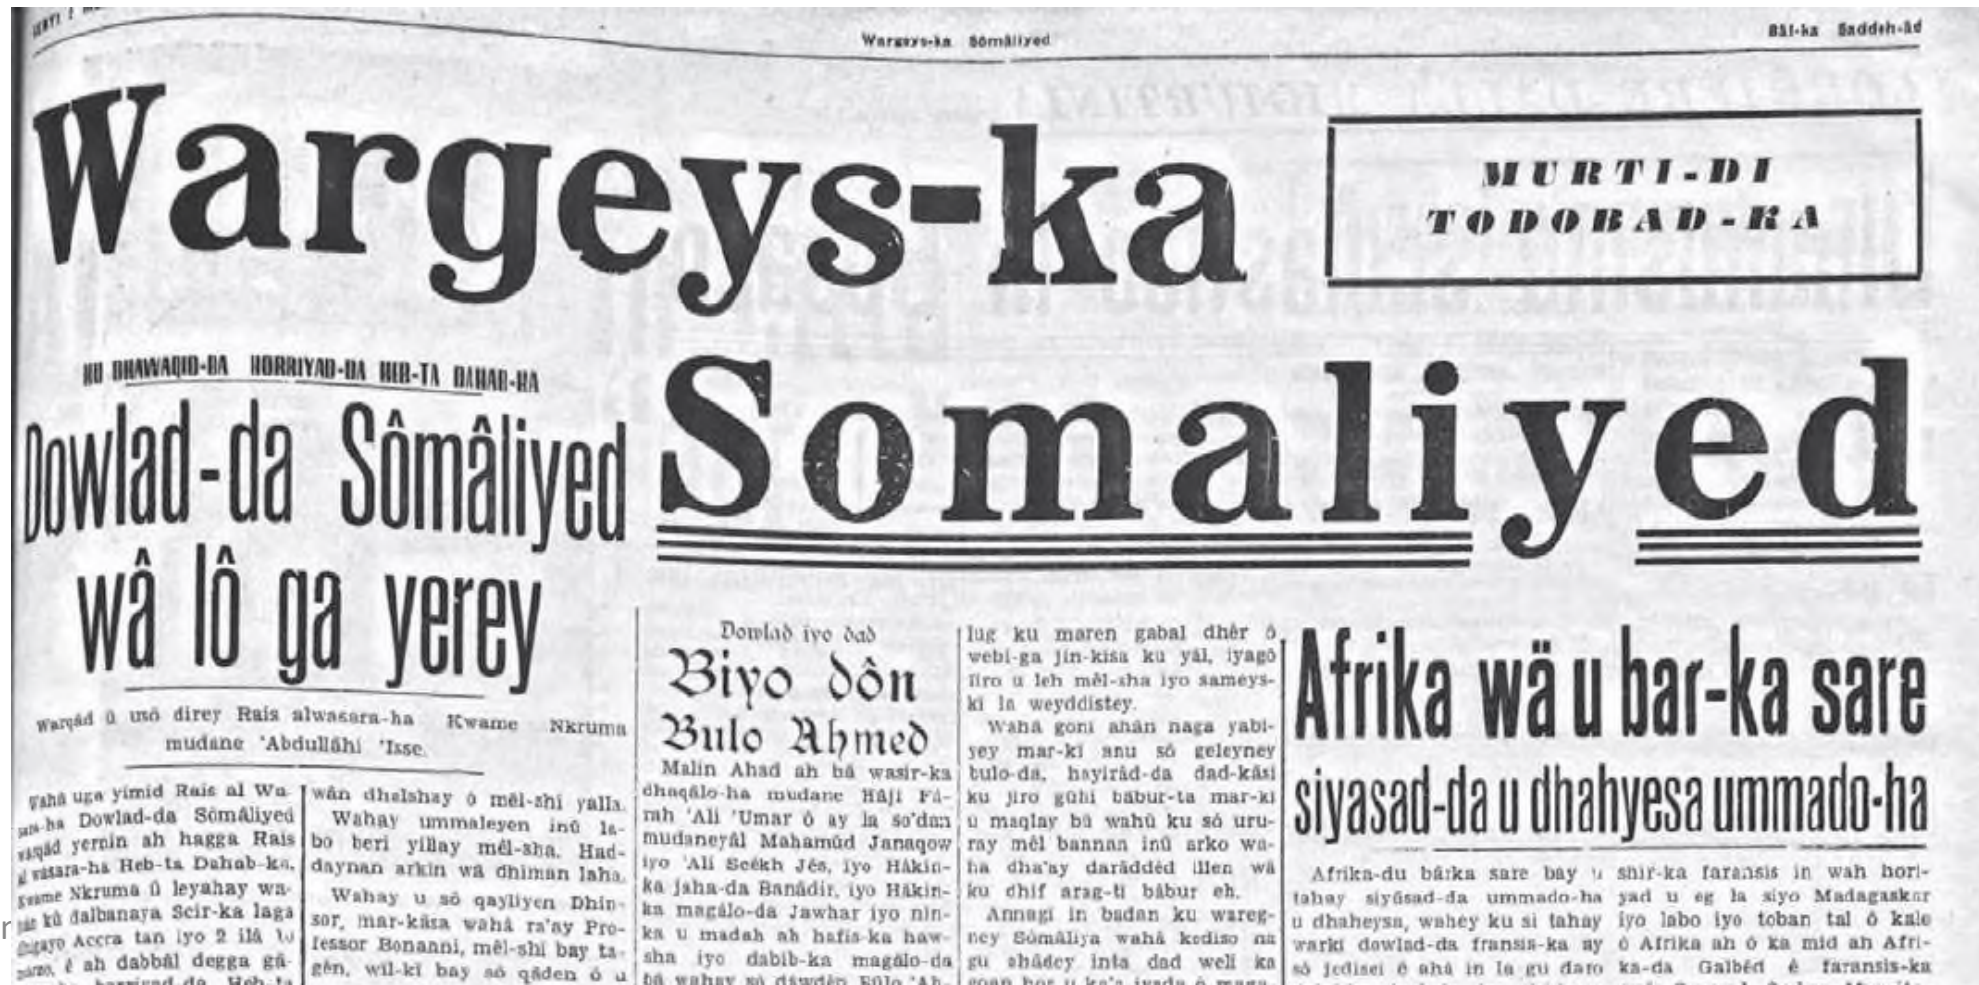 Wargeys-ka Sômâliyed
Bâl-ka Saddeh-âd
Wargeys-ka
Somaliyed
MURTI-DI
TODOBAD-KA
KU DHAWAQID-DA HORRIYAD-DA HEB-TA DAHAB-KA
Dowlad-da Sômâliyed
wâ lô ga yerey
Warqâd û usô direy Rais alwasara-ha Kwame Nkruma
mudane 'Abdullâhi 'Isse.
Wahâ uga yimid Rais al Wa-
sara-ha Dowlad-da Sômâliyed
warqâd yernin ah hagga Rais
al wasara-ha Heb-ta Dahab-ka,
Kwame Nkruma û leyahay wa-
kû dalbanaya Scir-ka laga
Accra tan iyo 2 ilâ
ê ah dabbâl degga gâ-
wân dhalshay ô mêl-shi yalla.
Wahay ummaleyen inû la-
bo beri yillay mêl-sha. Had-
daynan arkin wâ dhiman laha.
Wahay u sô qayliyen Dhin-
sor, mar-kâsa wahâ ra'ay Pro-
fessor Bonanni, mêl-shi bay ta-
gên, wil-kî bay sô qâden ô u
Dowlad iyo dad
Biyo dôn
Bulo Ahmed
Malin Ahad ah bâ wasir-ka
dhaqâlo-ha mudane Hâji Fâ-
rah 'Ali 'Umar ô ay la so'dan
mudaneyâl Mahamûd Janaqow
iyo 'Ali Scêkh Jês, iyo Hâkin-
ka jaha-da Banâdir, iyo Hâkin-
ka magâlo-da Jawhar iyo nin-
ka u madah ah hafis-ka haw-
sha iyo dabib-ka magâlo-da
bâ wahay sô dâwdên Bûlo 'Ah-
lug ku maren gabal dhêr ô
webi-ga jin-kisa ku yâl, iyagô
jiro u leh mêl-sha iyo sameys-
ki la weyddistey.
Wahâ goni ahân naga yabi-
yey mar-kî anu sô geleyney
bulo-da, hayirâd-da dad-kâsi
ku jiro gûhi bâbur-ta mar-ki
u maqlay bâ wahû ku sô uru-
ray mêl bannan inû arko wa-
ha dha'ay darâddêd illen wâ
ku dhif arag-ti bâbur eh.
Annagi in badan ku wareg-
ney Sômâliya wahâ kediso na
gu shâdey inta dad weli ka
Afrika wä u bar-ka sare
siyasad-da u dhahyesa ummado-ha
Afrika-du bârka sare bay u
tahay siyâsad-da ummado-ha
u dhaheysa, wahey ku si tahay
warki dowlad-da fransis-ka ay
sô jedisei ê ahâ in la gu daro
shir-ka faransis in wah hori-
yad u eg la siyo Madagaskar
iyo labo iyo toban tal ô kale
ô Afrika ah ô ka mid ah Afri-
ka-da Galbêd ê faransis-ka